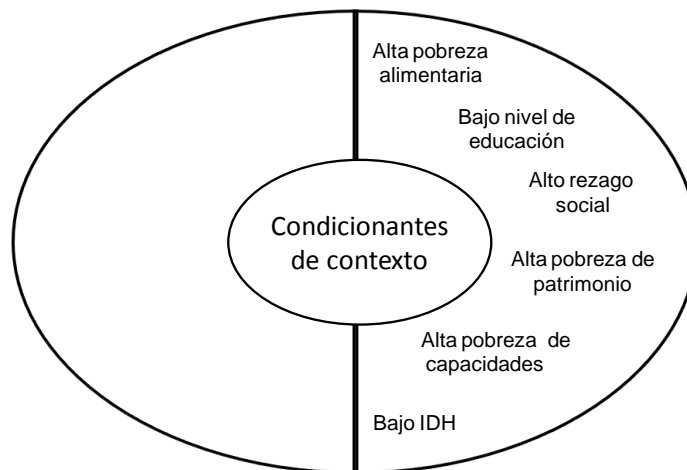 Alta pobreza
alimentaria
Bajo nivel de
educación
Alto rezago
social
Condicionantes
de contexto
Alta pobreza de
patrimonio
Alta pobreza de
capacidades
Bajo IDH